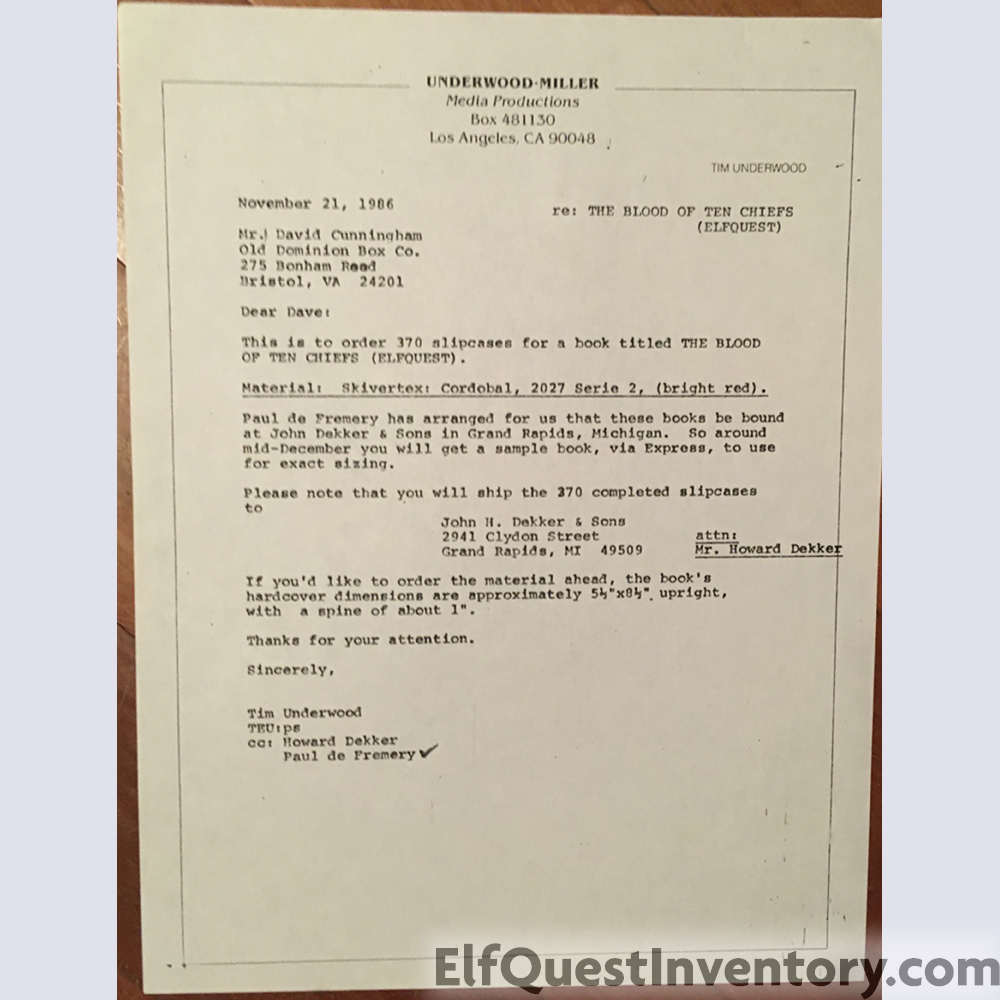 UNDERWOOD-MILLER
Media Productions
Box 481130
Los Angeles, CA 90048
TIM UNDERWOOD
November 21, 1986
re: THE BLOOD OF TEN CHIEFS
(ELFQUEST)
Mr. David Cunningham
Old Dominion Box Co.
275 Bonham Road
Bristol, VA 24201
Dear Dave:
This is to order 370 slipcases for a book titled THE BLOOD
OF TEN CHIEFS (ELFQUEST).
Material: Skivertex: Cordobal, 2027 Serie 2, (bright red).
Paul de Fremery has arranged for us that these books be bound
at John Dekker & Sons in Grand Rapids, Michigan. So around
mid-December you will get a sample book, via Express, to use
for exact sizing.
Please note that you will ship the 370 completed slipcases
to
John H. Dekker & Sons
2941 Clydon Street
attn:
Grand Rapids, MI 49509
Mr. Howard Dekker
If you'd like to order the material ahead, the book's
hardcover dimensions are approximately 5½"x8½" upright,
with a spine of about 1".
Thanks for your attention.
Sincerely,
Tim Underwood
TEU:ps
cc: Howard Dekker
Paul de Fremery ✓
ElfQuestInventory.com